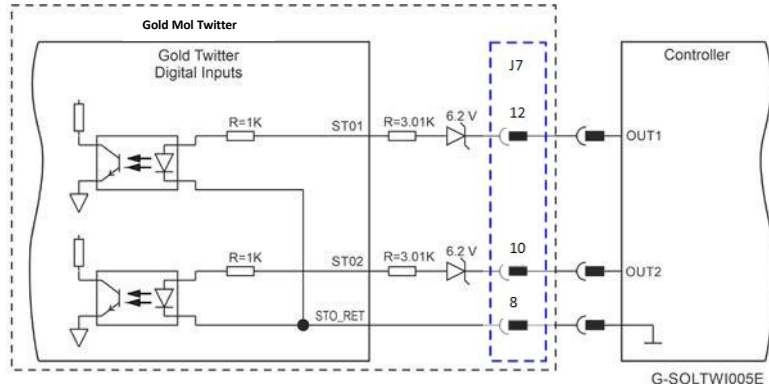 Gold Mol Twitter
Gold Twitter
Digital Inputs
J7
Controller
R=1K
ST01
R=3.01K
6.2 V
12
OUT1
R=1K
ST02
R=3.01K
6.2 V
10
OUT2
STO_RET
8
G-SOLTWI005E